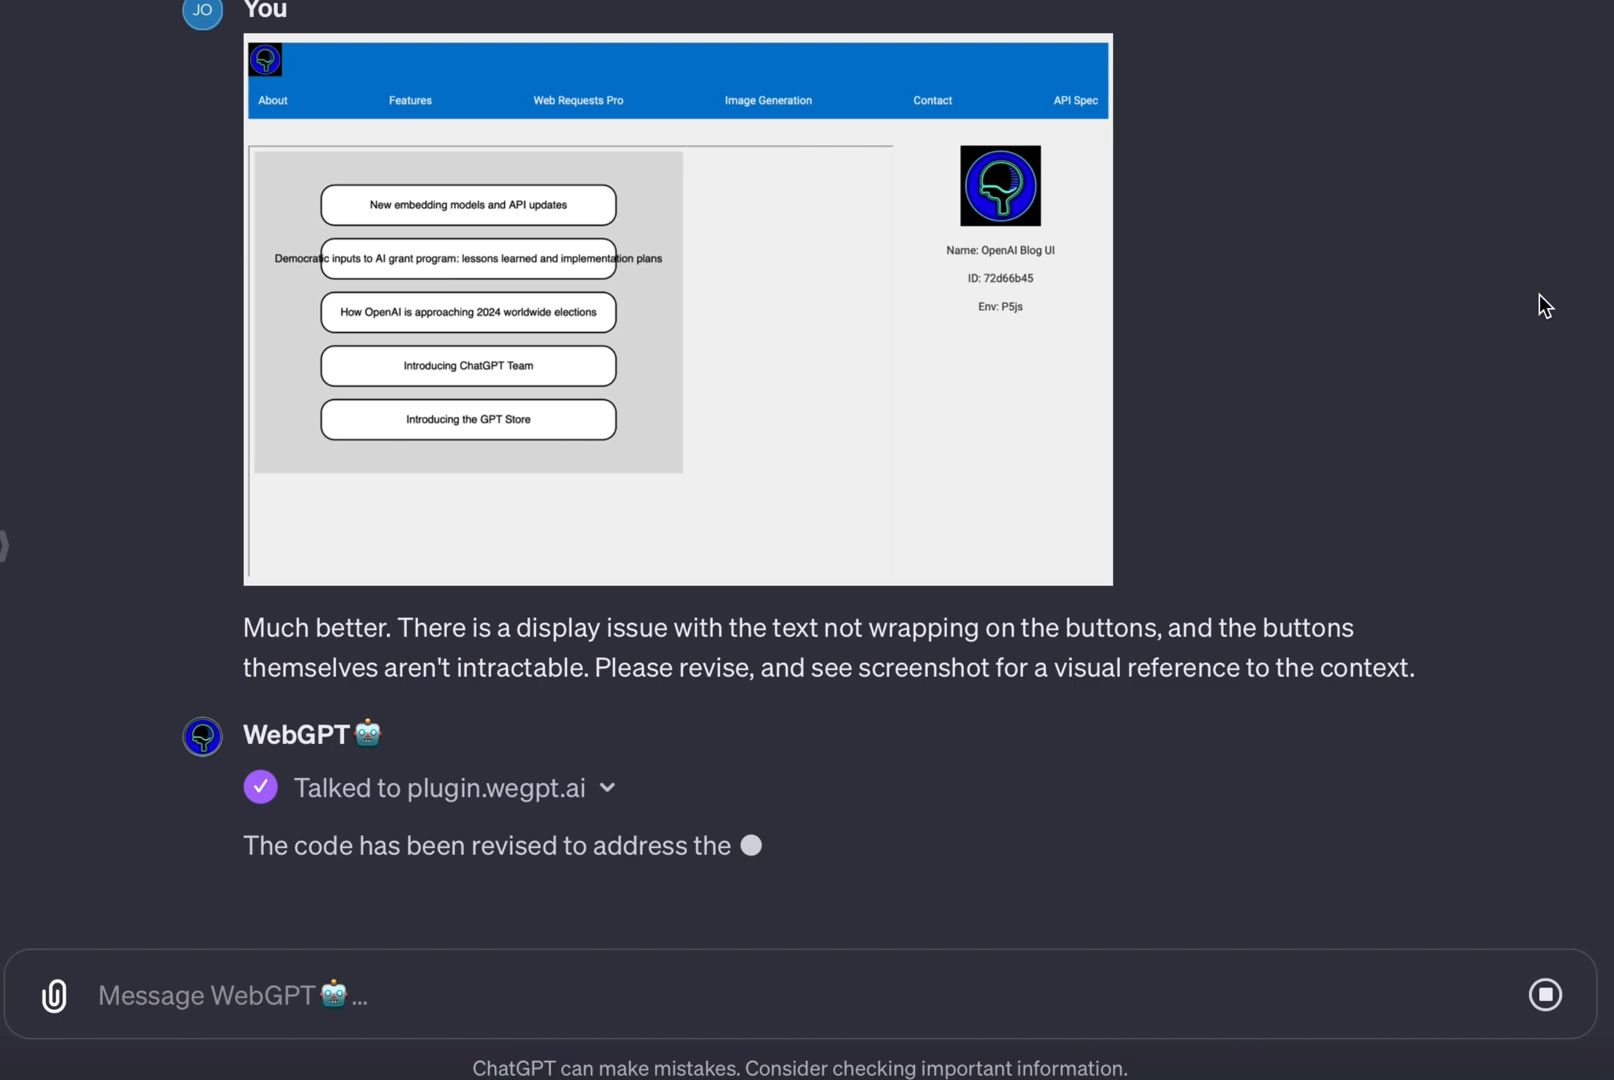 JO You
About Features Web Requests Pro Image Generation Contact API Spec
New embedding models and API updates
Democratic inputs to AI grant program: lessons learned and implementation plans
How OpenAI is approaching 2024 worldwide elections
Introducing ChatGPT Team
Introducing the GPT Store
Name: OpenAI Blog UI
ID: 72d66b45
Env: P5js
Much better. There is a display issue with the text not wrapping on the buttons, and the buttons
themselves aren't intractable. Please revise, and see screenshot for a visual reference to the context.
WebGPT🤖
Talked to plugin.wegpt.ai
The code has been revised to address the
Message WebGPT🤖...
ChatGPT can make mistakes. Consider checking important information.